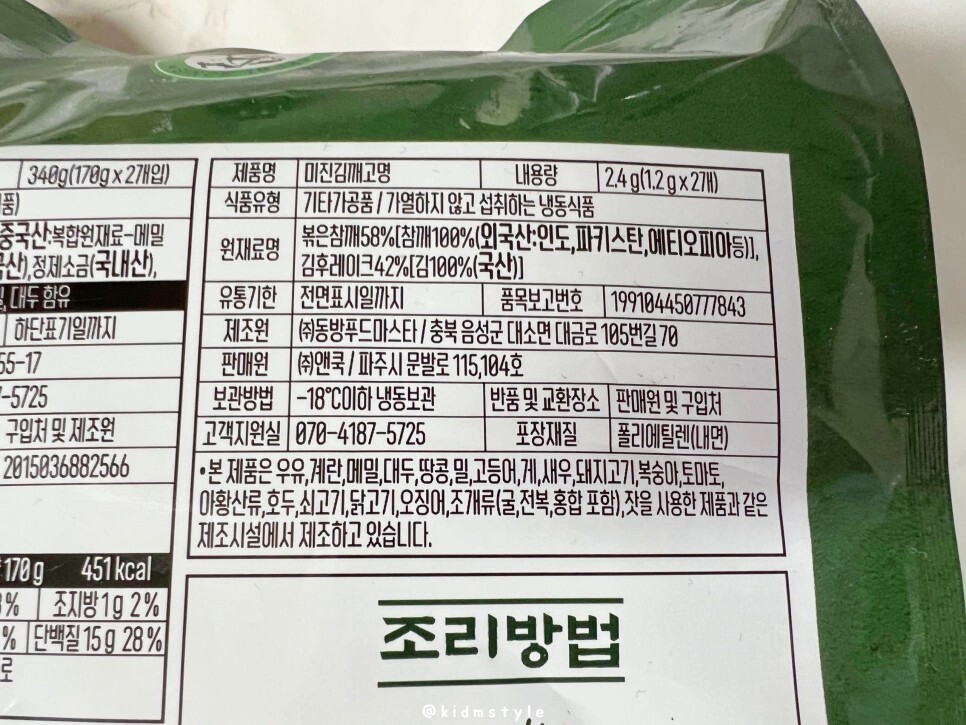 340g(170g x 2개입)
품)
중국산:복합원재료-메밀
산),정제소금(국내산),
, 대두 함유
하단표기일까지
55-17
-5725
구입처 및 제조원
2015036882566
170g 451kcal
% 조지방1g 2%
% 단백질15g 28%
로
제품명 미진김깨고명 내용량 2.4g(1.2g x 2개)
식품유형 기타가공품 / 가열하지 않고 섭취하는 냉동식품
원재료명 볶은참깨58%[참깨100%(외국산:인도,파키스탄,에티오피아등)],
김후레이크42%[김100%(국산)]
유통기한 전면표시일까지 품목보고번호 199104450777843
제조원 ㈜동방푸드마스타 / 충북 음성군 대소면 대금로 105번길 70
판매원 ㈜앤쿡 / 파주시 문발로 115,104호
보관방법 -18℃이하 냉동보관 반품 및 교환장소 판매원 및 구입처
고객지원실 070-4187-5725 포장재질 폴리에틸렌(내면)
•본 제품은 우유,계란,메밀,대두,땅콩,밀,고등어,게,새우,돼지고기,복숭아,토마토,
아황산류,호두,쇠고기,닭고기,오징어,조개류(굴,전복,홍합 포함),잣을 사용한 제품과 같은
제조시설에서 제조하고 있습니다.
조리방법
@kidmstyle